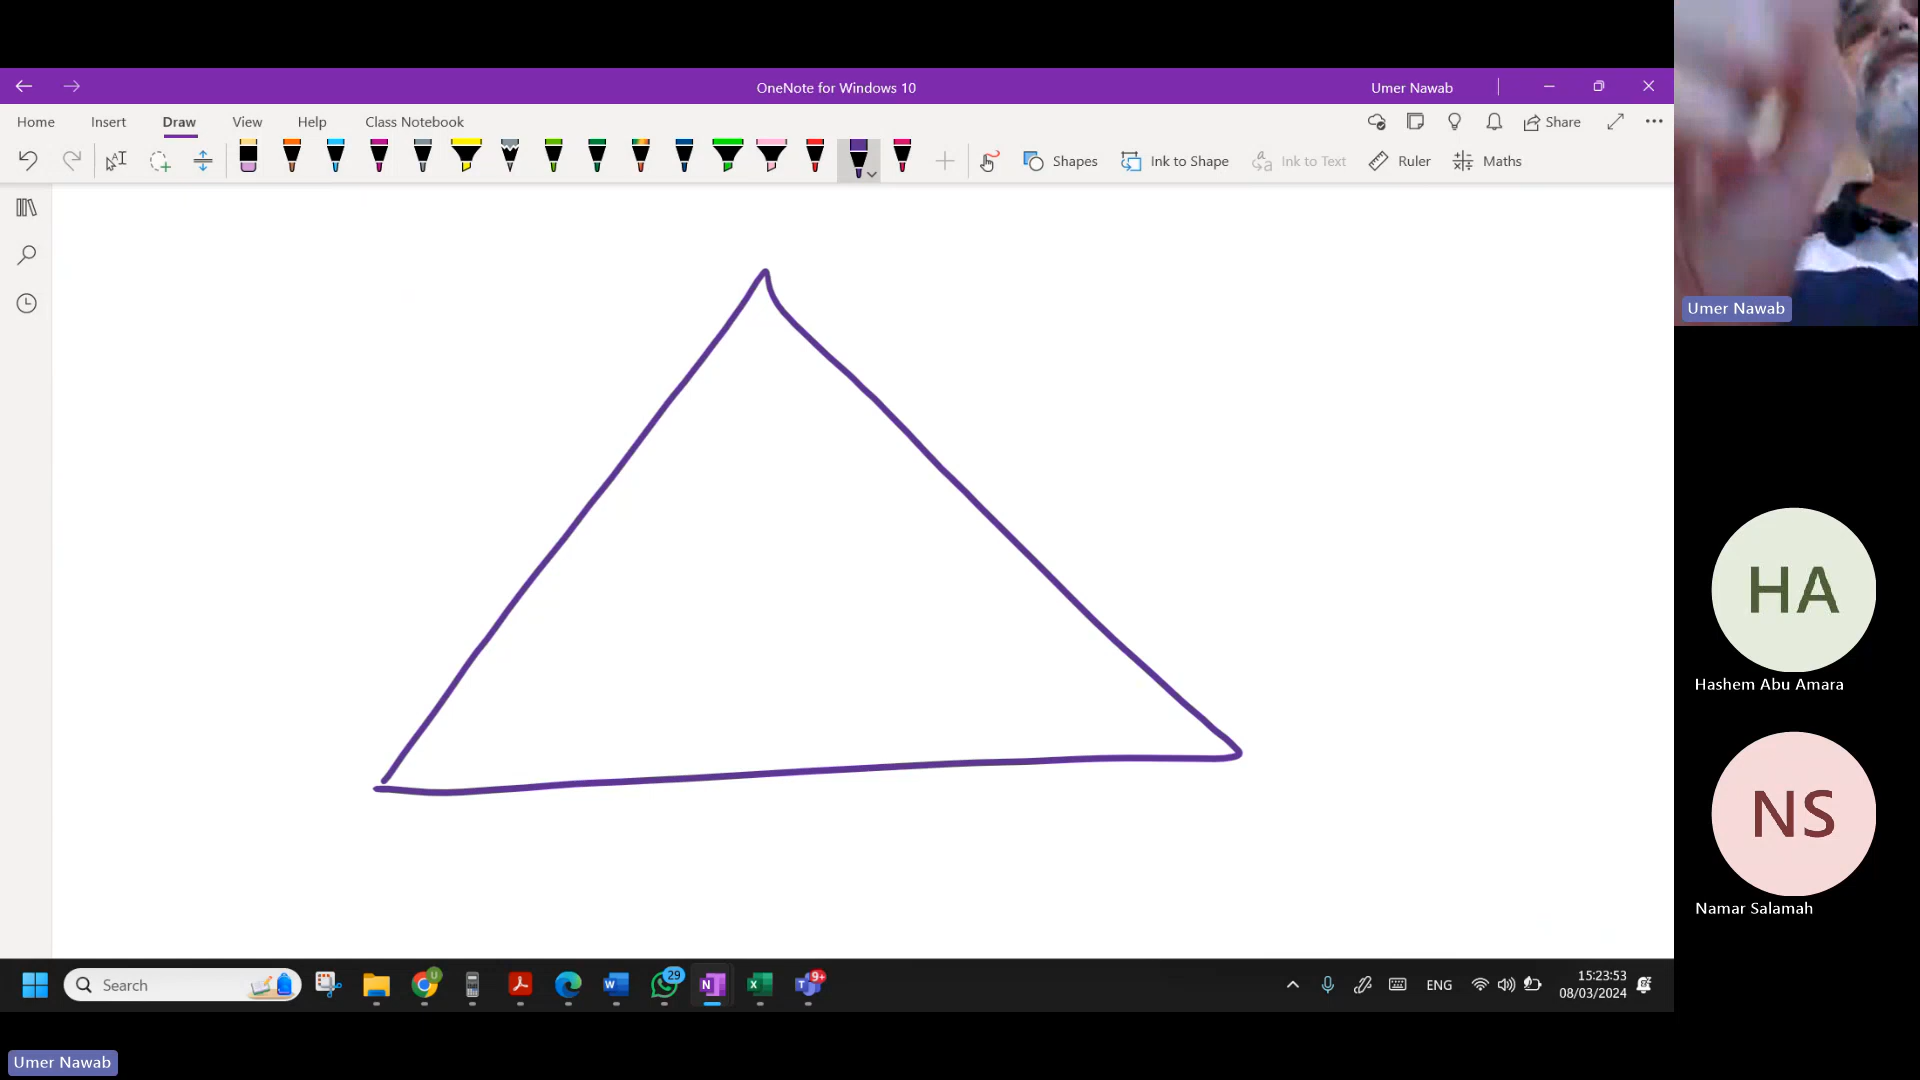 OneNote for Windows 10
Umer Nawab
Home
Insert
Draw
View
Help
Class Notebook
Share
Shapes
Ink to Shape
Ink to Text
Ruler
Maths
Umer Nawab
HA
Hashem Abu Amara
NS
Namar Salamah
Search
29
9+
ENG
15:23:53
08/03/2024
Umer Nawab